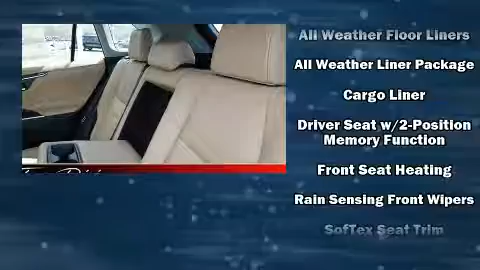 All Weather Floor Liners
All Weather Liner Package
Cargo Liner
Driver Seat w/2-Position
Memory Function
Front Seat Heating
Rain Sensing Front Wipers
SofTex Seat Trim